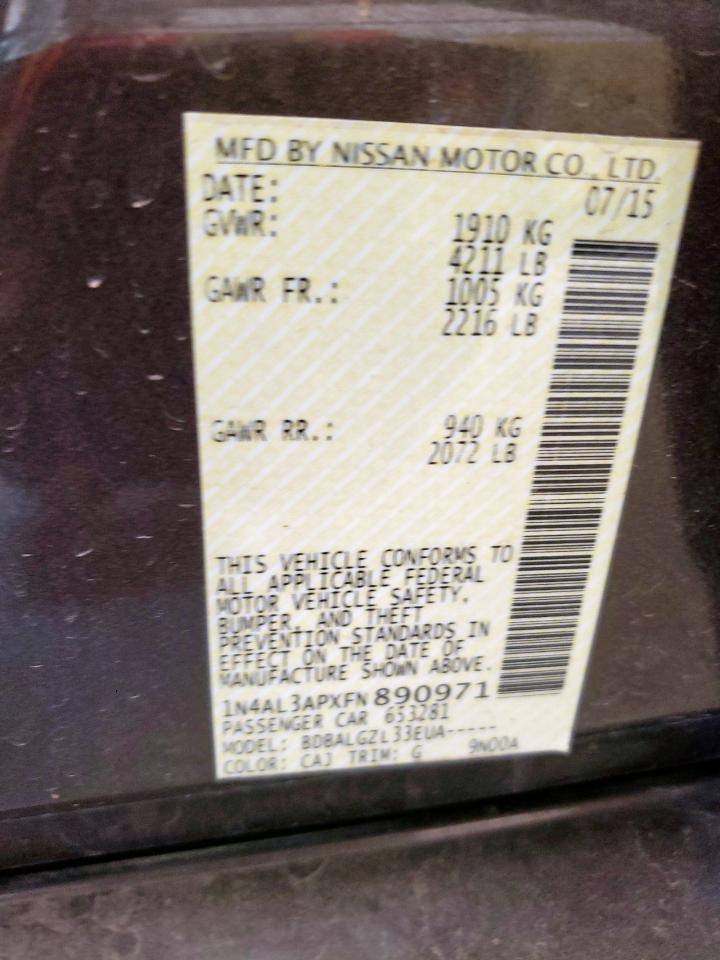 MFD BY NISSAN MOTOR CO., LTD.
DATE: 07/15
GVWR: 1910 KG
4211 LB
GAWR FR.: 1005 KG
2216 LB
GAWR RR.: 940 KG
2072 LB
THIS VEHICLE CONFORMS TO
ALL APPLICABLE FEDERAL
MOTOR VEHICLE SAFETY,
BUMPER, AND THEFT
PREVENTION STANDARDS IN
EFFECT ON THE DATE OF
MANUFACTURE SHOWN ABOVE.
1N4AL3APXFN890971
PASSENGER CAR 653281
MODEL: BDBALGZL33EUA-----
COLOR: CAJ TRIM: G 9N00A